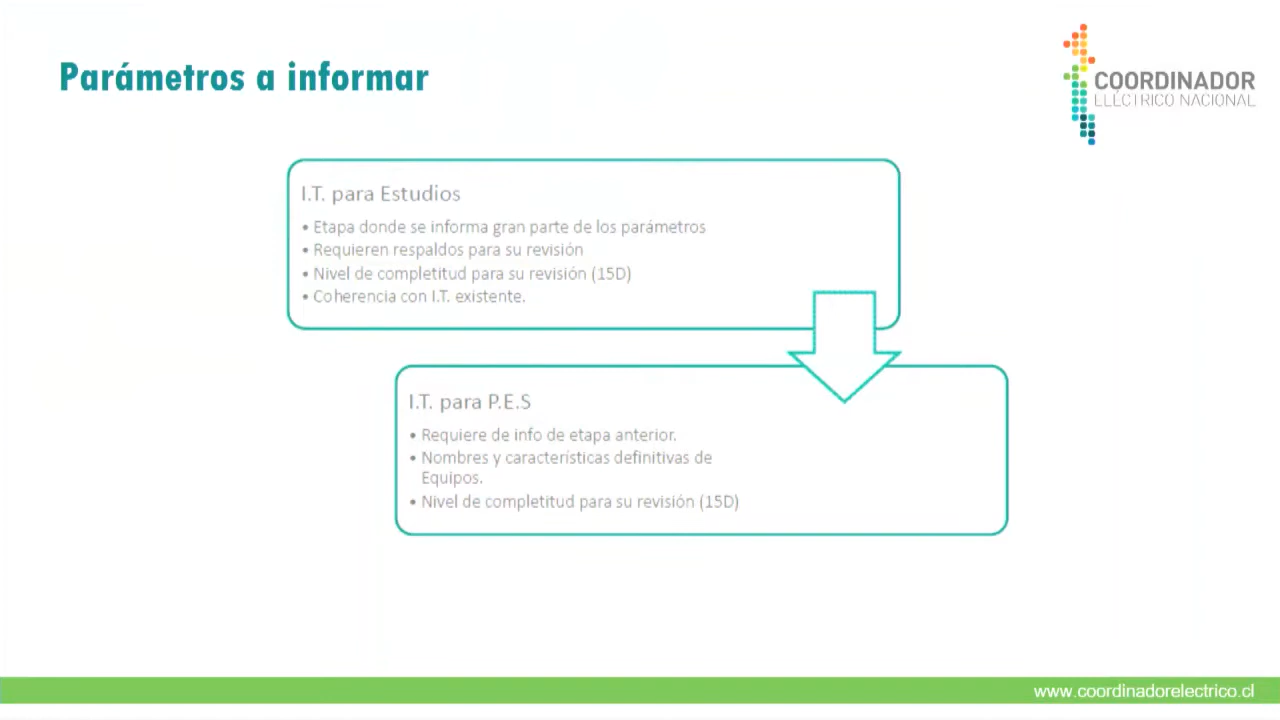 Parámetros a informar
COORDINADOR
ELÉCTRICO NACIONAL
I.T. para Estudios
• Etapa donde se informa gran parte de los parámetros
• Requieren respaldos para su revisión
• Nivel de completitud para su revisión (15D)
• Coherencia con I.T. existente.
I.T. para P.E.S
• Requiere de info de etapa anterior.
• Nombres y características definitivas de
Equipos.
• Nivel de completitud para su revisión (15D)
www.coordinadorelectrico.cl